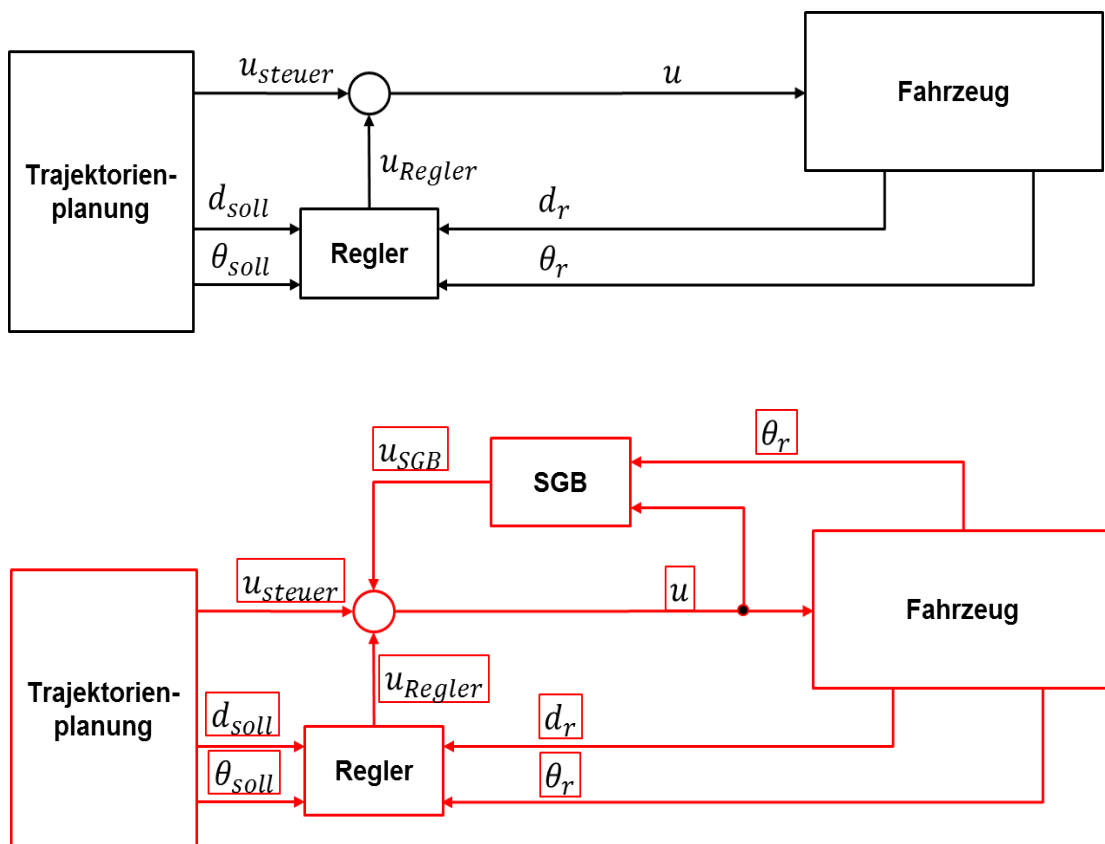 u_steuer
u
Fahrzeug
Trajektorien-
planung
u_Regler
d_soll
d_r
Regler
θ_soll
θ_r
θ_r
u_SGB
SGB
u_steuer
u
Fahrzeug
Trajektorien-
planung
u_Regler
d_soll
d_r
Regler
θ_soll
θ_r